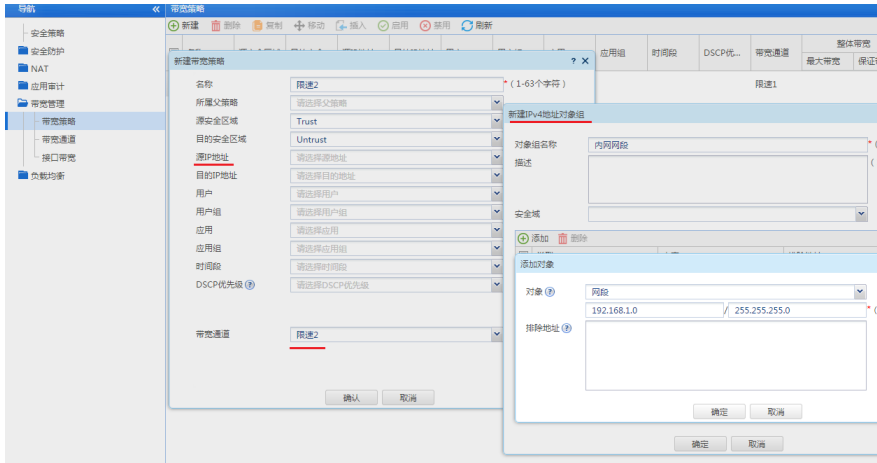 导航 «
安全策略
安全防护
NAT
应用审计
带宽管理
带宽策略
带宽通道
接口带宽
负载均衡
带宽策略
新建 删除 复制 移动 插入 启用 禁用 刷新
应用组 时间段 DSCP优... 带宽通道 整体带宽
最大带宽 保证
限速1
新建带宽策略 ? X
名称 限速2 * (1-63个字符)
所属父策略 请选择父策略
源安全区域 Trust
目的安全区域 Untrust
源IP地址 请选择源地址
目的IP地址 请选择目的地址
用户 请选择用户
用户组 请选择用户组
应用 请选择应用
应用组 请选择应用组
时间段 请选择时间段
DSCP优先级 ? 请选择DSCP优先级
带宽通道 限速2
确认 取消
新建IPv4地址对象组
对象组名称 内网网段 * (
描述 (
安全域
添加 删除
添加对象
对象 ? 网段
192.168.1.0 / 255.255.255.0 * (
排除地址 ?
确定 取消
确定 取消